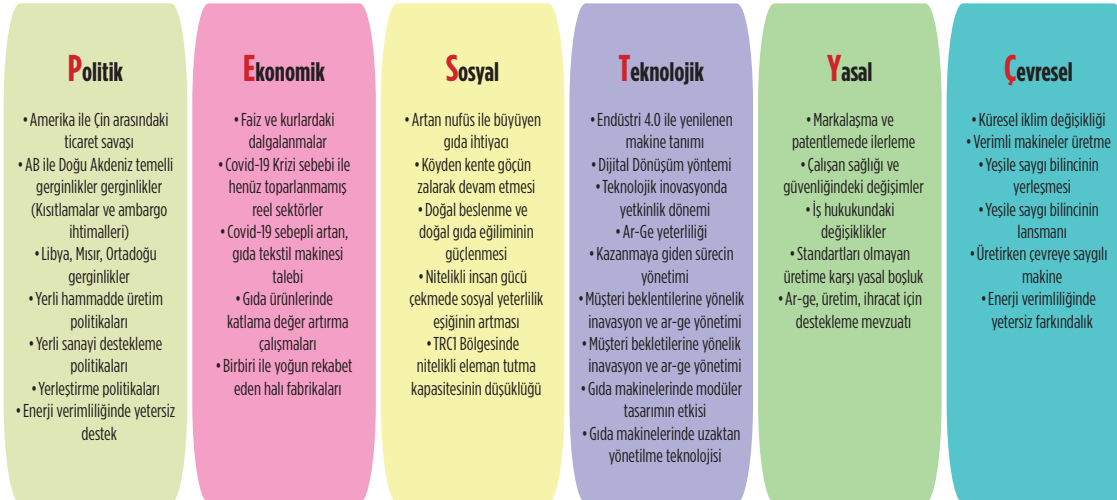 Politik
• Amerika ile Çin arasındaki
ticaret savaşı
• AB ile Doğu Akdeniz temelli
gerginlikler gerginlikler
(Kısıtlamalar ve ambargo
ihtimalleri)
• Libya, Mısır, Ortadoğu
gerginlikler
• Yerli hammadde üretim
politikaları
• Yerli sanayi destekleme
politikaları
• Yerleştirme politikaları
• Enerji verimliliğinde yetersiz
destek
Ekonomik
• Faiz ve kurlardaki
dalgalanmalar
• Covid-19 Krizi sebebi ile
henüz toparlanmamış
reel sektörler
• Covid-19 sebepli artan,
gıda tekstil makinesi
talebi
• Gıda ürünlerinde
katlama değer artırma
çalışmaları
• Birbiri ile yoğun rekabet
eden halı fabrikaları
Sosyal
• Artan nufüs ile büyüyen
gıda ihtiyacı
• Köyden kente göçün
zalarak devam etmesi
• Doğal beslenme ve
doğal gıda eğiliminin
güçlenmesi
• Nitelikli insan gücü
çekmede sosyal yeterlilik
eşiğinin artması
• TRC1 Bölgesinde
nitelikli eleman tutma
kapasitesinin düşüklüğü
Teknolojik
• Endüstri 4.0 ile yenilenen
makine tanımı
• Dijital Dönüşüm yöntemi
• Teknolojik inovasyonda
yetkinlik dönemi
• Ar-Ge yeterliliği
• Kazanmaya giden sürecin
yönetimi
• Müşteri beklentilerine yönelik
inavasyon ve ar-ge yönetimi
• Müşteri bekletilerine yönelik
inavasyon ve ar-ge yönetimi
• Gıda makinelerinde modüler
tasarımın etkisi
• Gıda makinelerinde uzaktan
yönetilme teknolojisi
Yasal
• Markalaşma ve
patentlemede ilerleme
• Çalışan sağlığı ve
güvenliğindeki değişimler
• İş hukukundaki
değişiklikler
• Standartları olmayan
üretime karşı yasal boşluk
• Ar-ge, üretim, ihracat için
destekleme mevzuatı
Çevresel
• Küresel iklim değişikliği
• Verimli makineler üretme
• Yeşile saygı bilincinin
yerleşmesi
• Yeşile saygı bilincinin
lansmanı
• Üretirken çevreye saygılı
makine
• Enerji verimliliğinde
yetersiz farkındalık